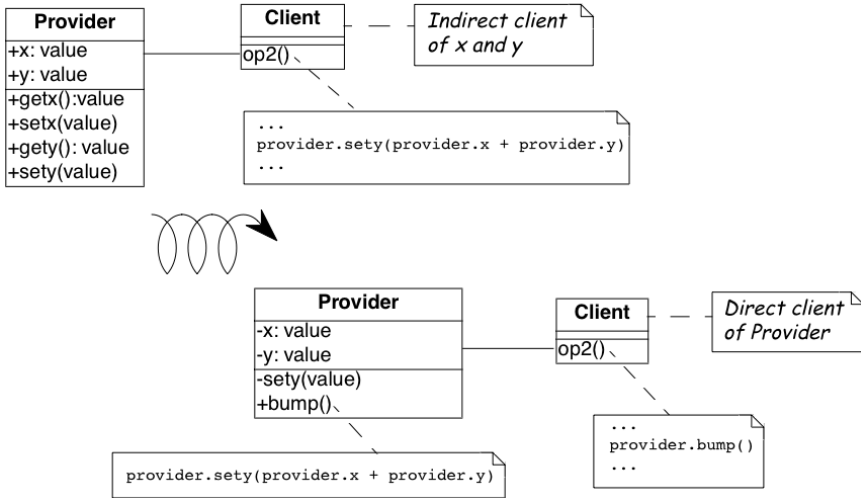 Provider
+x: value
+y: value
+getx():value
+setx(value)
+gety(): value
+sety(value)
Client
op2()
Indirect client
of x and y
...
provider.sety(provider.x + provider.y)
...
Provider
-x: value
-y: value
-sety(value)
+bump()
Client
op2()
Direct client
of Provider
...
provider.bump()
...
provider.sety(provider.x + provider.y)